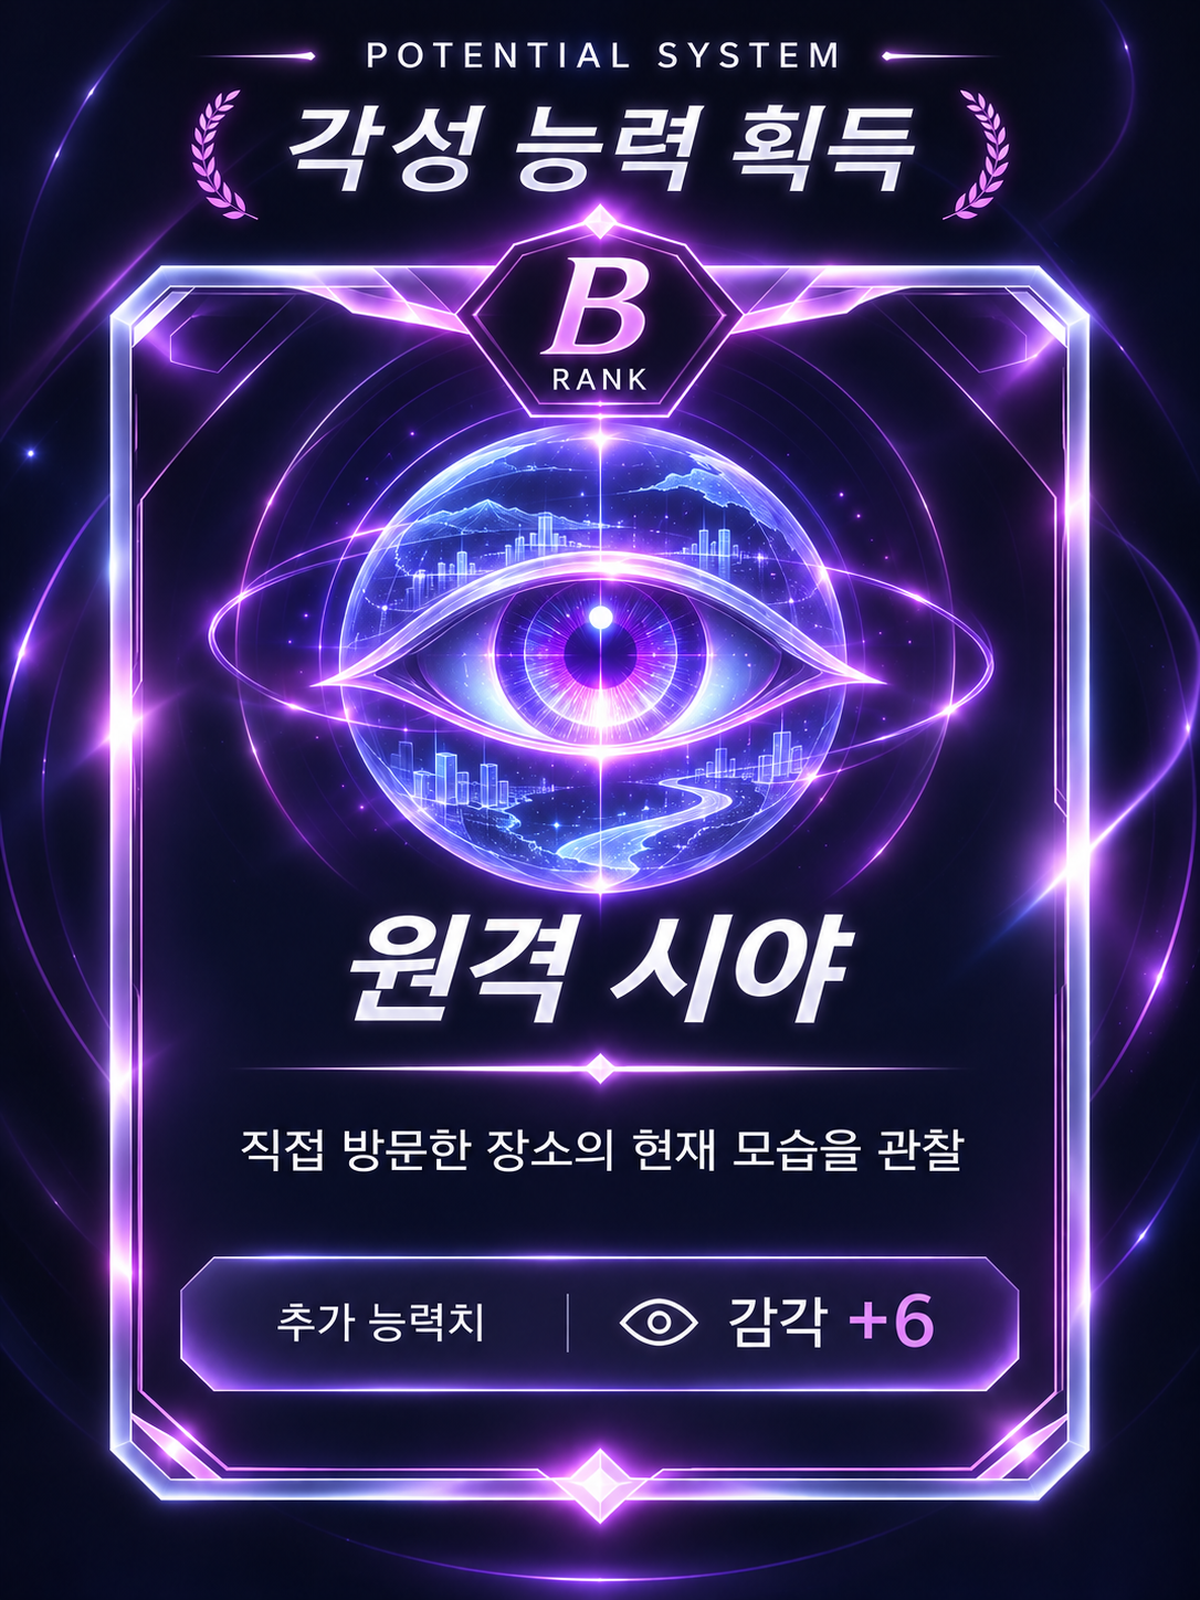 POTENTIAL SYSTEM
각성 능력 획득
B
RANK
원격 시야
직접 방문한 장소의 현재 모습을 관찰
추가 능력치 감각 +6